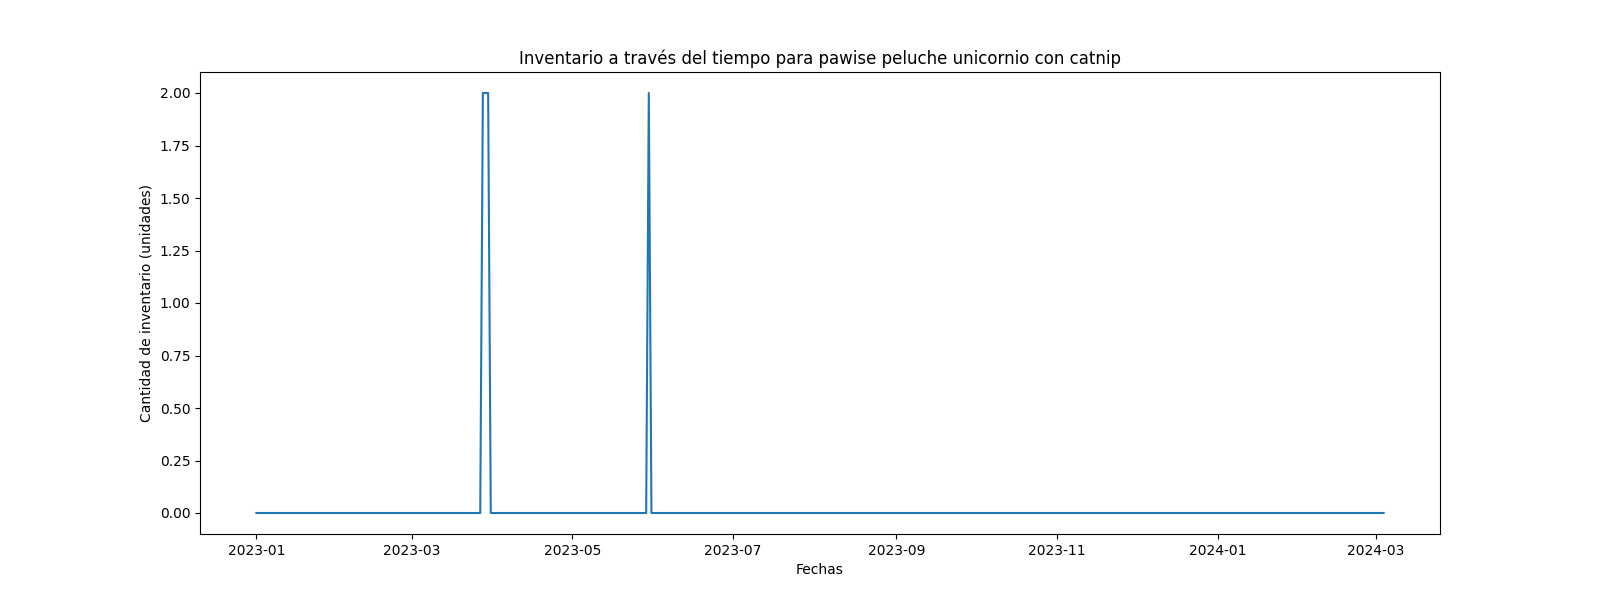 Inventario a través del tiempo para pawise peluche unicornio con catnip
Cantidad de inventario (unidades)
2.00
1.75
1.50
1.25
1.00
0.75
0.50
0.25
0.00
2023-01 2023-03 2023-05 2023-07 2023-09 2023-11 2024-01 2024-03
Fechas